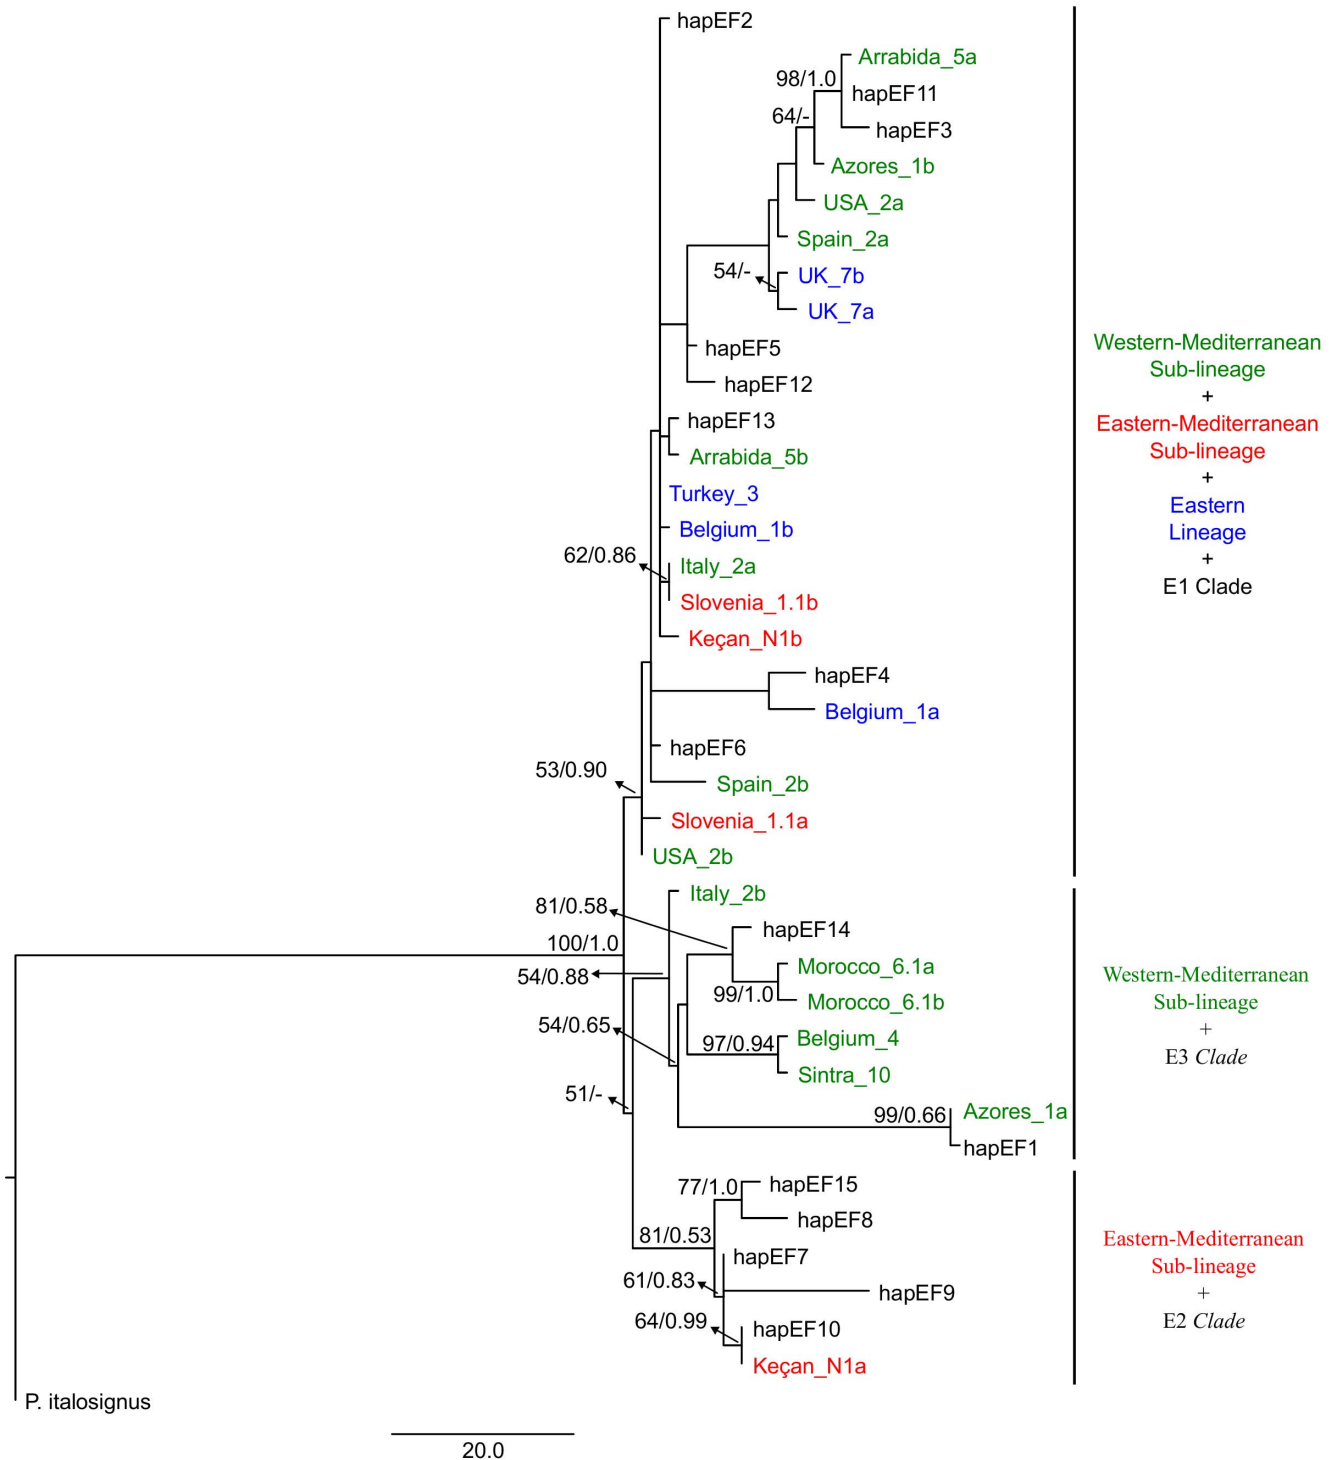 hapEF2
Arrabida_5a
98/1.0
hapEF11
64/-
hapEF3
Azores_1b
USA_2a
Spain_2a
54/-
UK_7b
UK_7a
hapEF5
hapEF12
hapEF13
Arrabida_5b
Turkey_3
Belgium_1b
62/0.86
Italy_2a
Slovenia_1.1b
Keçan_N1b
hapEF4
Belgium_1a
hapEF6
53/0.90
Spain_2b
Slovenia_1.1a
USA_2b
Italy_2b
81/0.58
hapEF14
100/1.0
54/0.88
Morocco_6.1a
99/1.0
Morocco_6.1b
54/0.65
97/0.94
Belgium_4
Sintra_10
51/-
99/0.66
Azores_1a
hapEF1
77/1.0
hapEF15
hapEF8
81/0.53
hapEF7
61/0.83
hapEF9
64/0.99
hapEF10
Keçan_N1a
P. italosignus
20.0
Western-Mediterranean
Sub-lineage
+
Eastern-Mediterranean
Sub-lineage
+
Eastern
Lineage
+
E1 Clade
Western-Mediterranean
Sub-lineage
+
E3 Clade
Eastern-Mediterranean
Sub-lineage
+
E2 Clade